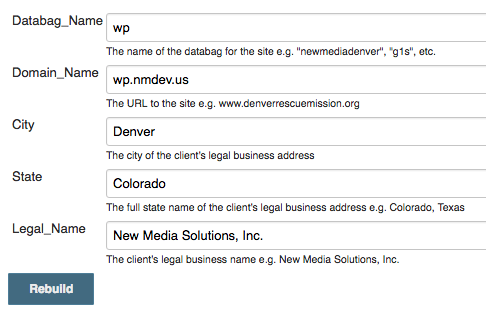 Databag_Name
wp
The name of the databag for the site e.g. "newmediadenver", "g1s", etc.
Domain_Name
wp.nmdev.us
The URL to the site e.g. www.denverrescuemission.org
City
Denver
The city of the client's legal business address
State
Colorado
The full state name of the client's legal business address e.g. Colorado, Texas
Legal_Name
New Media Solutions, Inc.
The client's legal business name e.g. New Media Solutions, Inc.
Rebuild